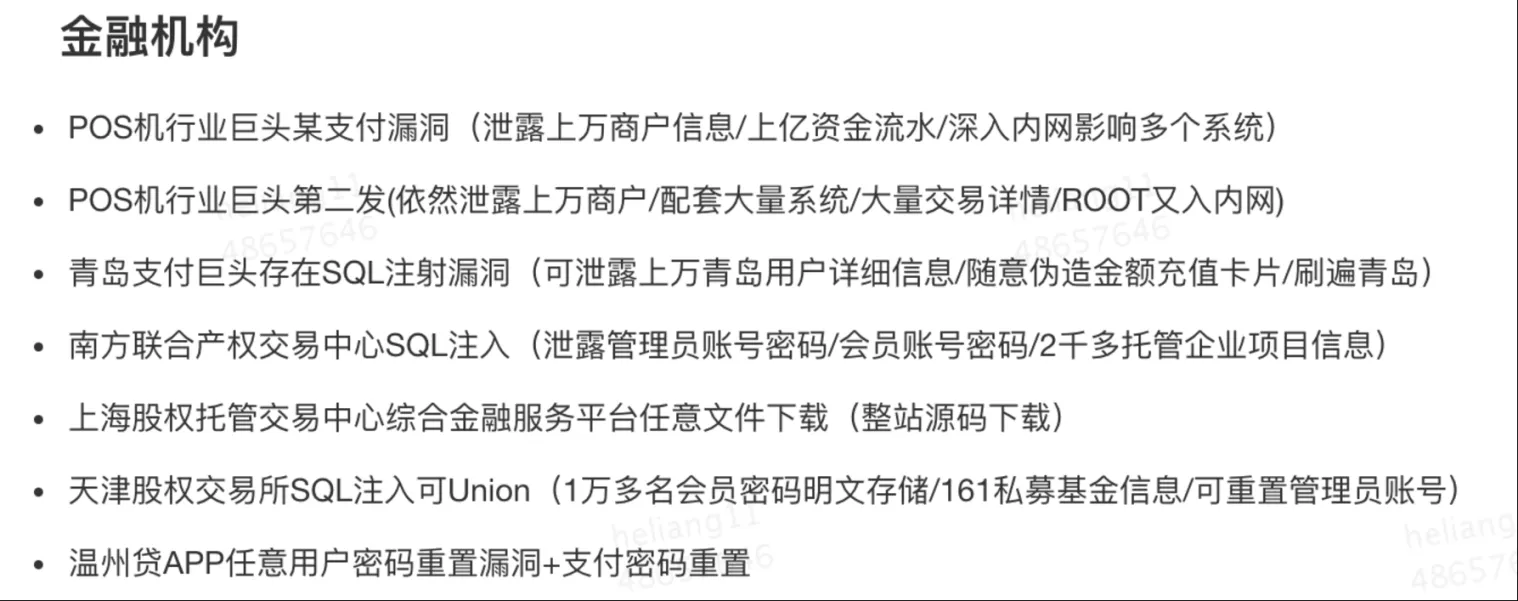 金融机构
• POS机行业巨头某支付漏洞（泄露上万商户信息/上亿资金流水/深入内网影响多个系统）
• POS机行业巨头第二发(依然泄露上万商户/配套大量系统/大量交易详情/ROOT又入内网)
• 青岛支付巨头存在SQL注射漏洞（可泄露上万青岛用户详细信息/随意伪造金额充值卡片/刷遍青岛）
• 南方联合产权交易中心SQL注入（泄露管理员账号密码/会员账号密码/2千多托管企业项目信息）
• 上海股权托管交易中心综合金融服务平台任意文件下载（整站源码下载）
• 天津股权交易所SQL注入可Union（1万多名会员密码明文存储/161私募基金信息/可重置管理员账号）
• 温州贷APP任意用户密码重置漏洞+支付密码重置
heliang11
48657646
heliang11
48657646
heliang11
48657646